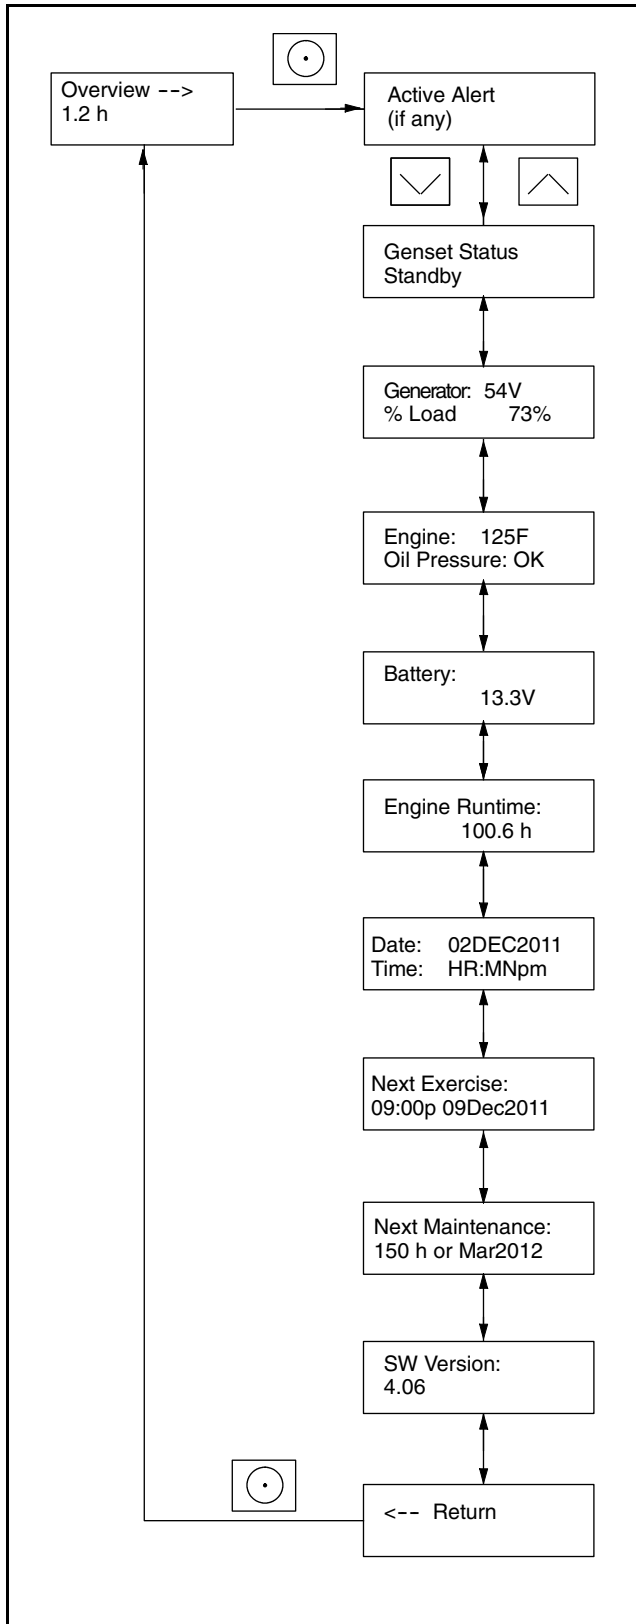 Overview -->
1.2 h
Active Alert
(if any)
Genset Status
Standby
Generator: 54V
% Load 73%
Engine: 125F
Oil Pressure: OK
Battery:
13.3V
Engine Runtime:
100.6 h
Date: 02DEC2011
Time: HR:MNpm
Next Exercise:
09:00p 09Dec2011
Next Maintenance:
150 h or Mar2012
SW Version:
4.06
<-- Return